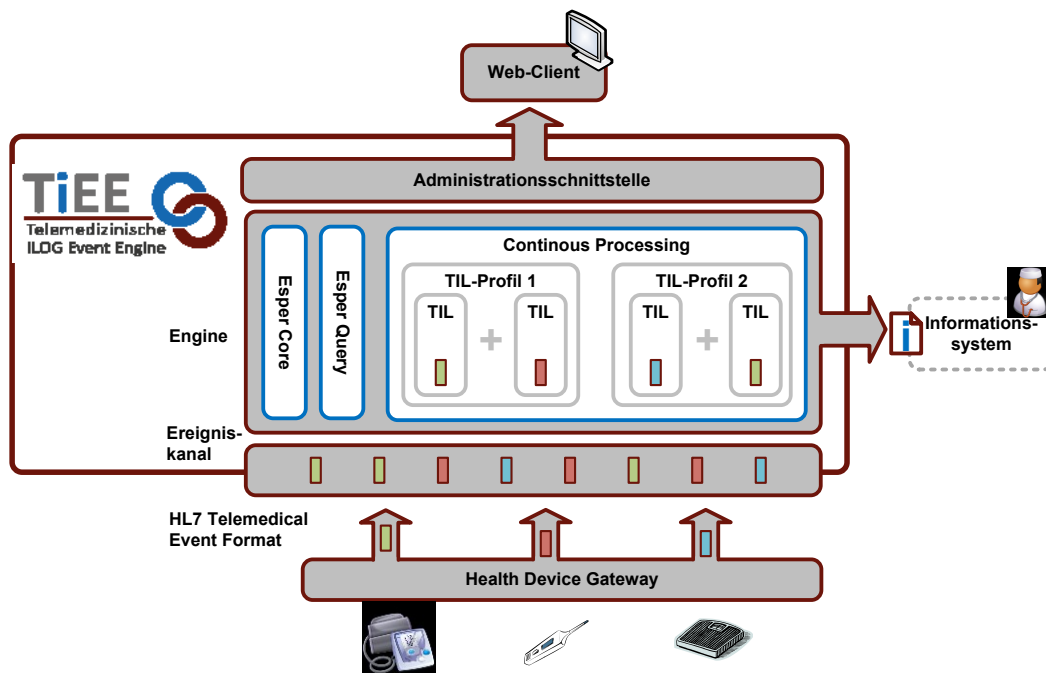 Web-Client
TiEE
Telemedizinische
ILOG Event Engine
Administrationsschnittstelle
Engine
Esper Core
Esper Query
Continous Processing
TIL-Profil 1
TIL
+
TIL
TIL-Profil 2
TIL
+
TIL
i
Informations-
system
Ereignis-
kanal
HL7 Telemedical
Event Format
Health Device Gateway